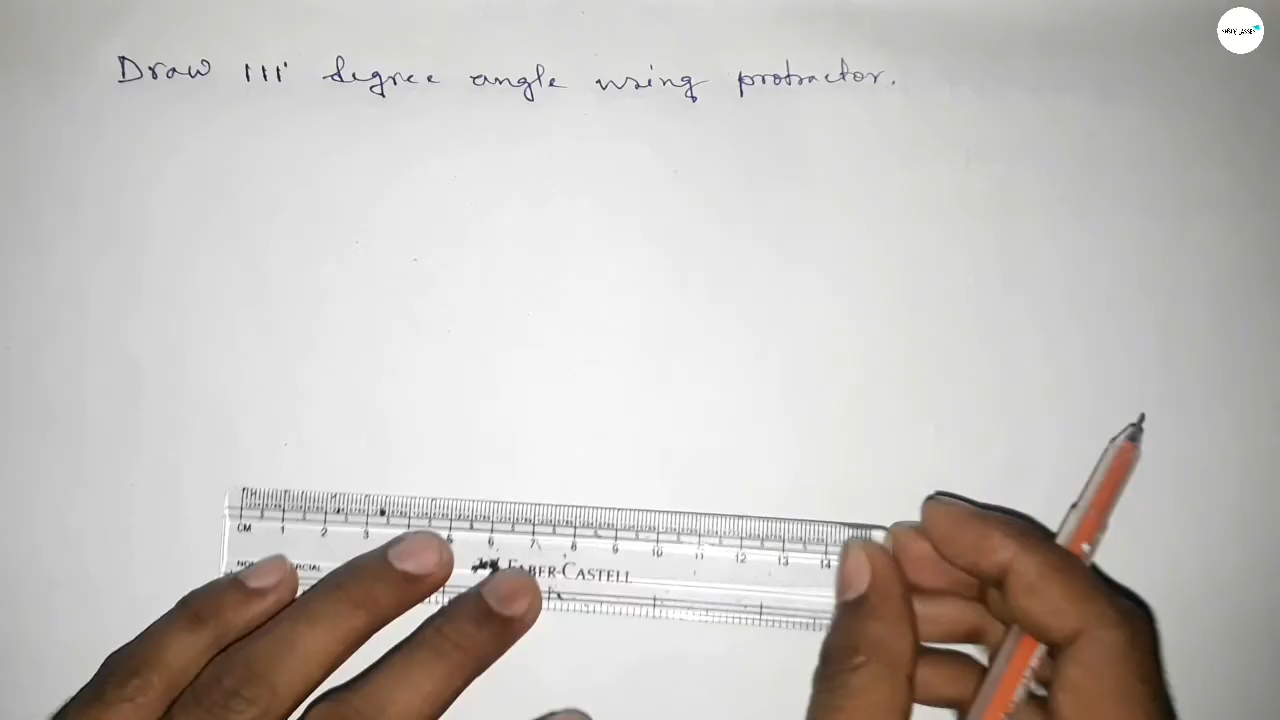 Draw 111 degree angle using protractor.
CM 1 2 3 5 6 7 8 9 10 11 12 13 14
FABER-CASTELL